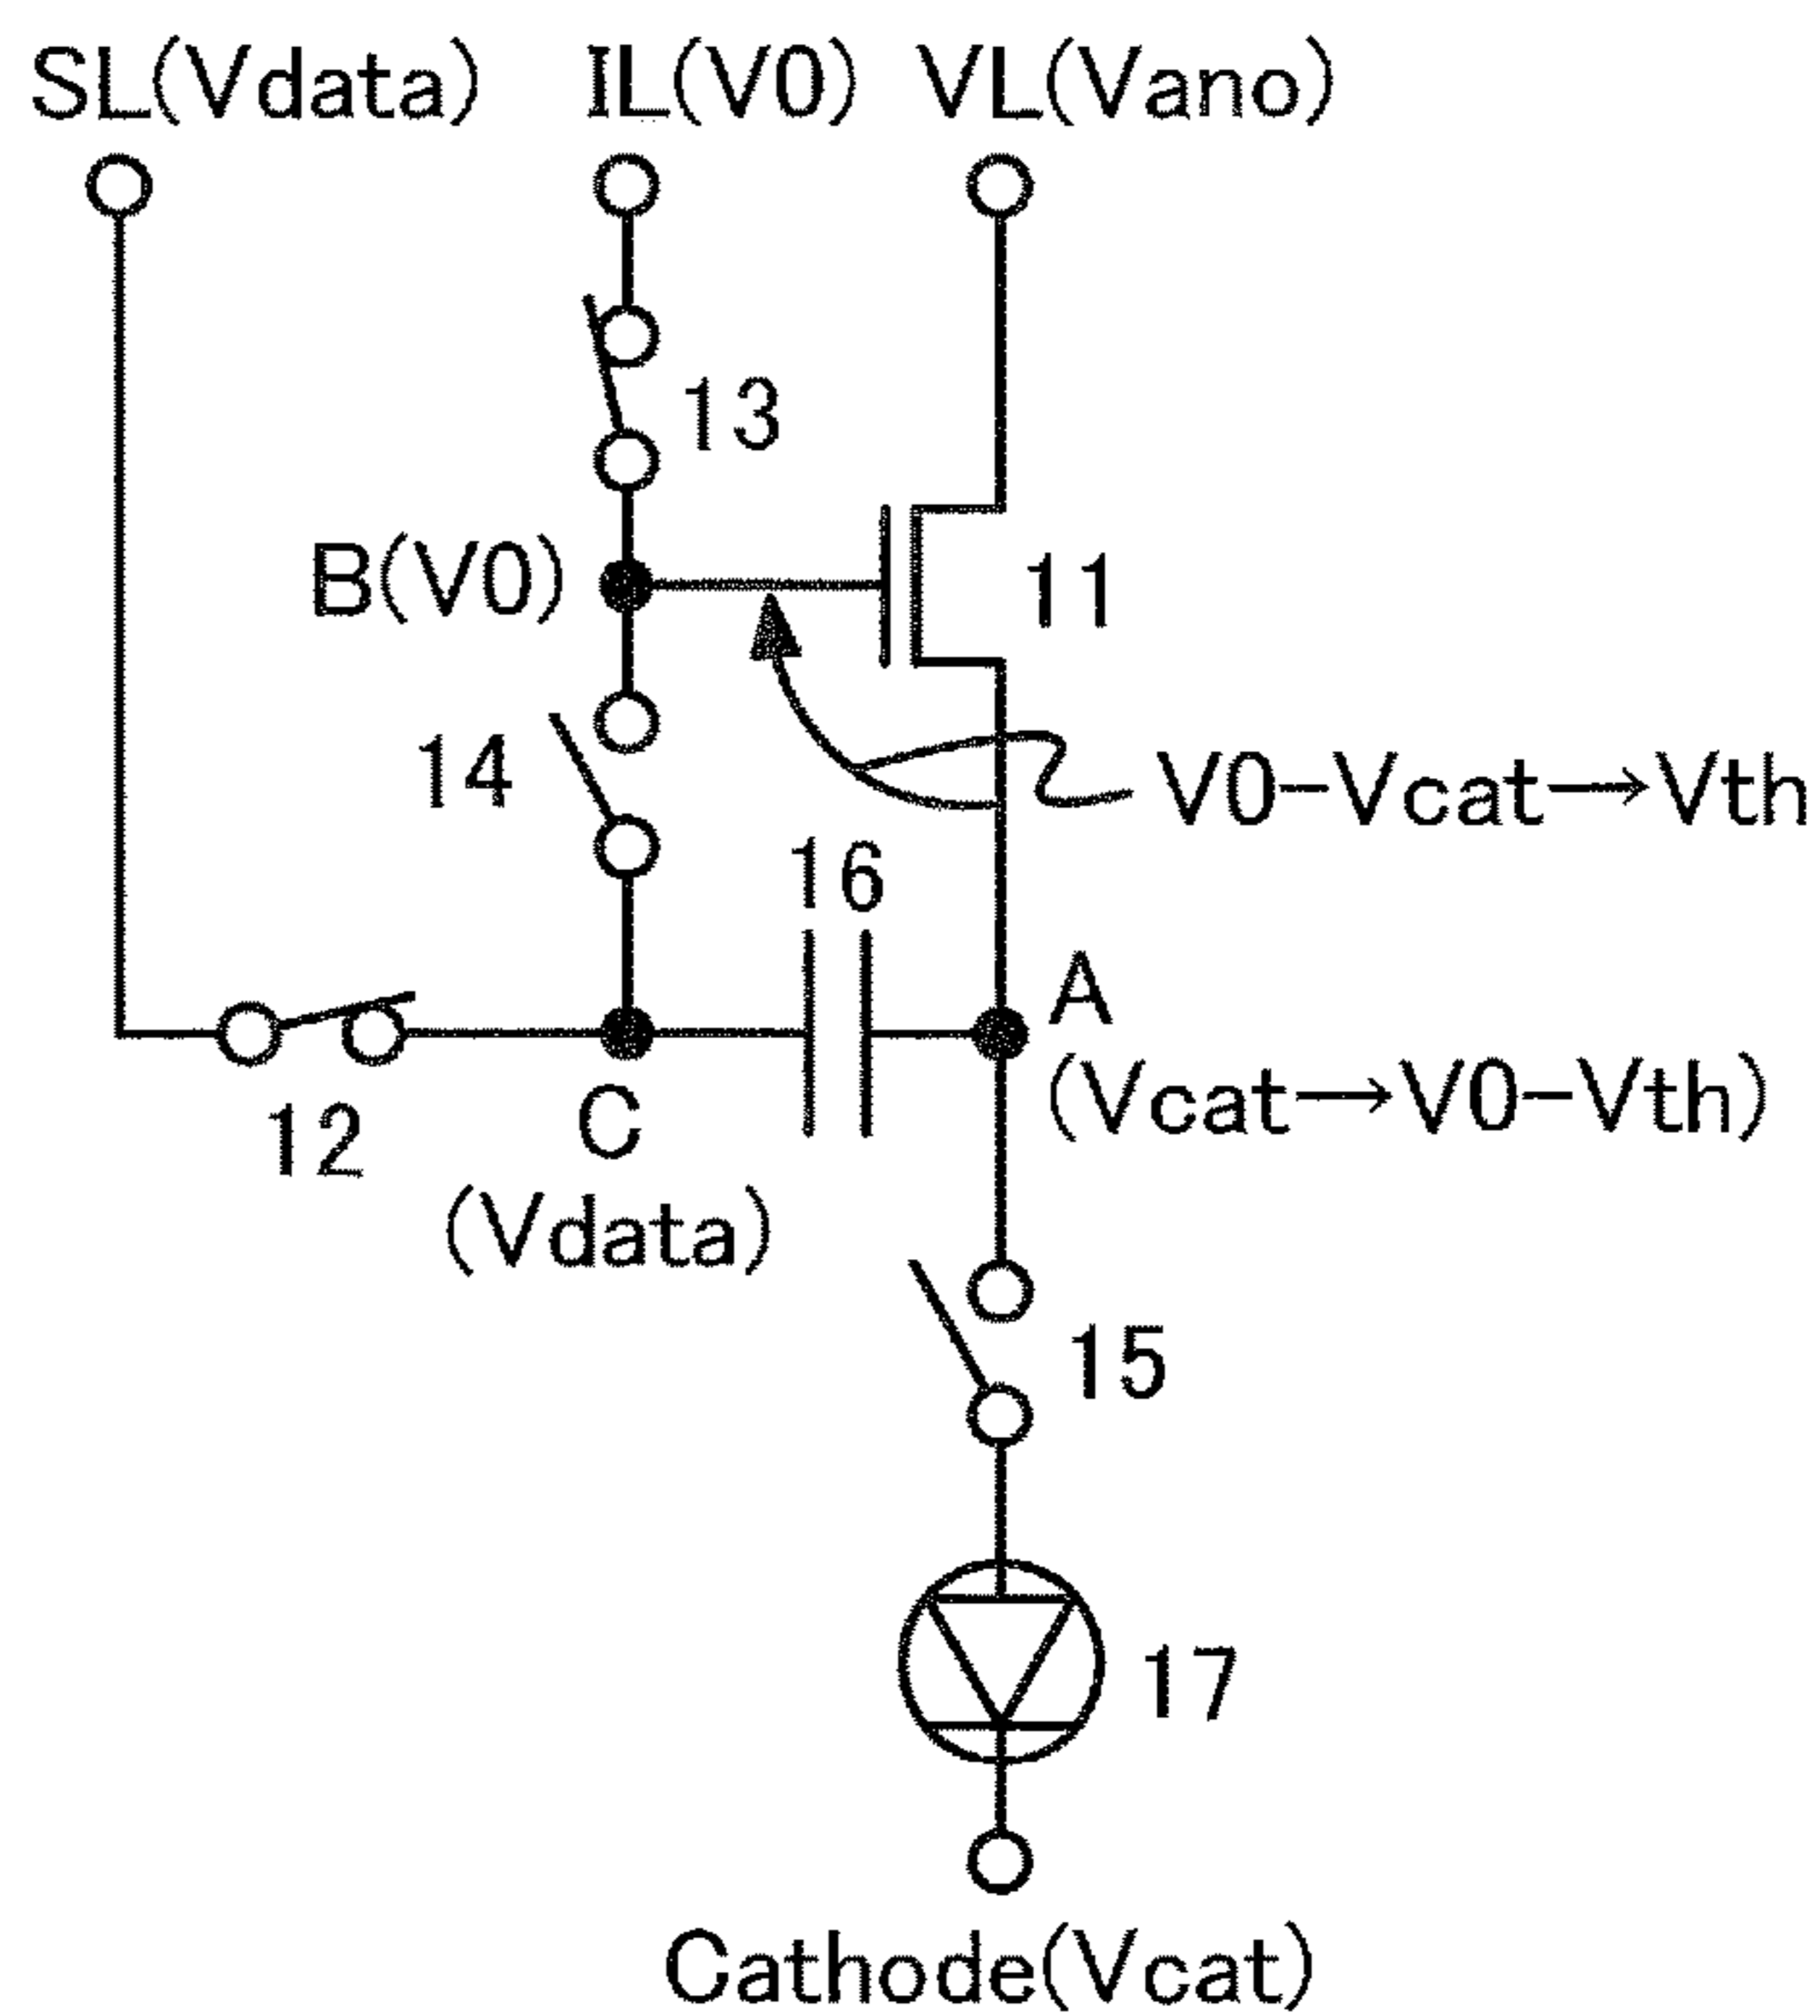 SL(Vdata) IL(V0) VL(Vano)
13
B(V0)
11
14
V0-Vcat→Vth
16
A
(Vcat→V0-Vth)
12
C
(Vdata)
15
17
Cathode(Vcat)